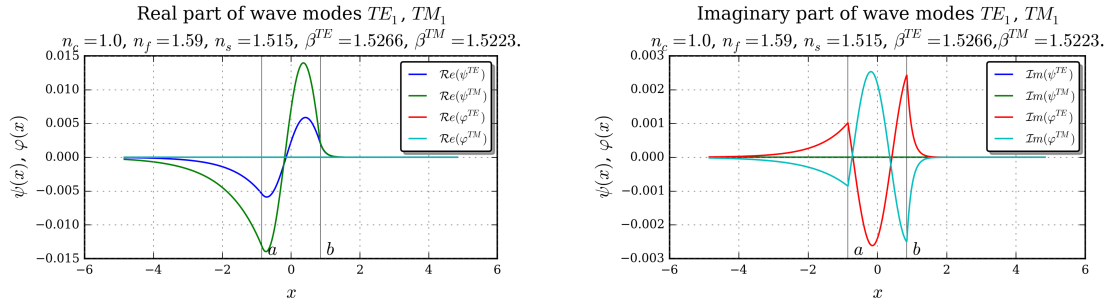 Real part of wave modes TE₁, TM₁
n_c =1.0, n_f =1.59, n_s =1.515, β^TE =1.5266, β^TM =1.5223.
0.015
0.010
0.005
0.000
−0.005
−0.010
−0.015
ψ(x), φ(x)
Re(ψ^TE)
Re(ψ^TM)
Re(φ^TE)
Re(φ^TM)
a
b
−6
−4
−2
0
2
4
6
x
Imaginary part of wave modes TE₁, TM₁
n_c =1.0, n_f =1.59, n_s =1.515, β^TE =1.5266,β^TM =1.5223.
0.003
0.002
0.001
0.000
−0.001
−0.002
−0.003
ψ(x), φ(x)
Im(ψ^TE)
Im(ψ^TM)
Im(φ^TE)
Im(φ^TM)
a
b
−6
−4
−2
0
2
4
6
x